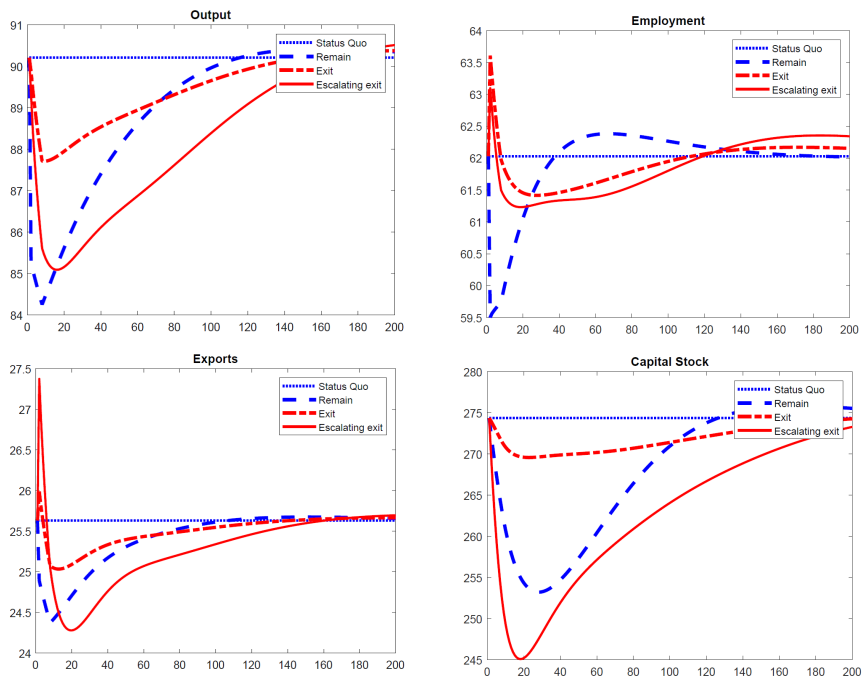 Output
91
90
89
88
87
86
85
84
0 20 40 60 80 100 120 140 160 180 200
Status Quo
Remain
Exit
Escalating exit
Employment
64
63.5
63
62.5
62
61.5
61
60.5
60
59.5
0 20 40 60 80 100 120 140 160 180 200
Status Quo
Remain
Exit
Escalating exit
Exports
27.5
27
26.5
26
25.5
25
24.5
24
0 20 40 60 80 100 120 140 160 180 200
Status Quo
Remain
Exit
Escalating exit
Capital Stock
280
275
270
265
260
255
250
245
0 20 40 60 80 100 120 140 160 180 200
Status Quo
Remain
Exit
Escalating exit